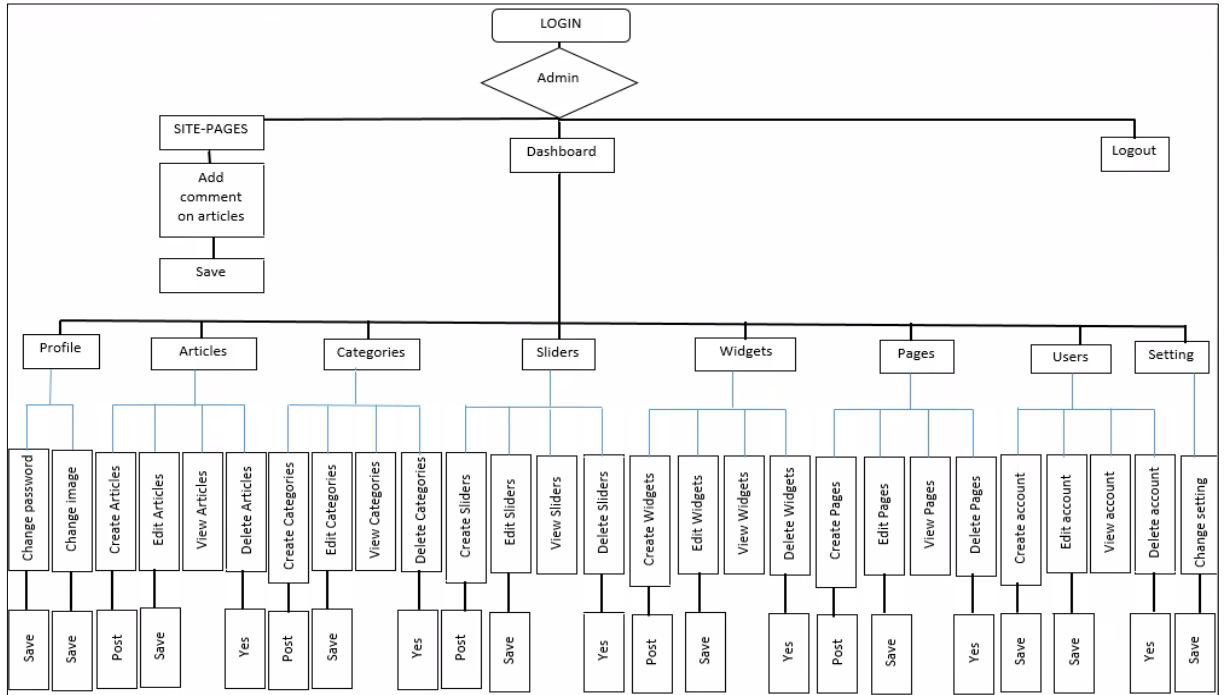 LOGIN
Admin
SITE-PAGES
Dashboard
Logout
Add
comment
on articles
Save
Profile
Articles
Categories
Sliders
Widgets
Pages
Users
Setting
Change password
Change image
Create Articles
Edit Articles
View Articles
Delete Articles
Create Categories
Edit Categories
View Categories
Delete Categories
Create Sliders
Edit Sliders
View Sliders
Delete Sliders
Create Widgets
Edit Widgets
View Widgets
Delete Widgets
Create Pages
Edit Pages
View Pages
Delete Pages
Create account
Edit account
View account
Delete account
Change setting
Save
Save
Post
Save
Yes
Post
Save
Yes
Post
Save
Yes
Post
Save
Yes
Post
Save
Yes
Save
Save
Yes
Save